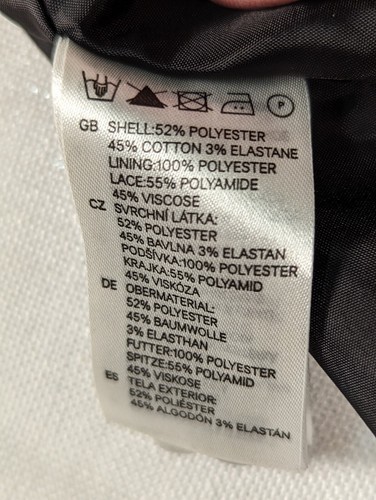 P
GB SHELL:52% POLYESTER
45% COTTON 3% ELASTANE
LINING:100% POLYESTER
LACE:55% POLYAMIDE
45% VISCOSE
CZ SVRCHNÍ LÁTKA:
52% POLYESTER
45% BAVLNA 3% ELASTAN
PODŠÍVKA:100% POLYESTER
KRAJKA:55% POLYAMID
45% VISKÓZA
DE OBERMATERIAL:
52% POLYESTER
45% BAUMWOLLE
3% ELASTHAN
FUTTER:100% POLYESTER
SPITZE:55% POLYAMID
45% VISKOSE
ES TELA EXTERIOR:
52% POLIÉSTER
45% ALGODÓN 3% ELASTÁN